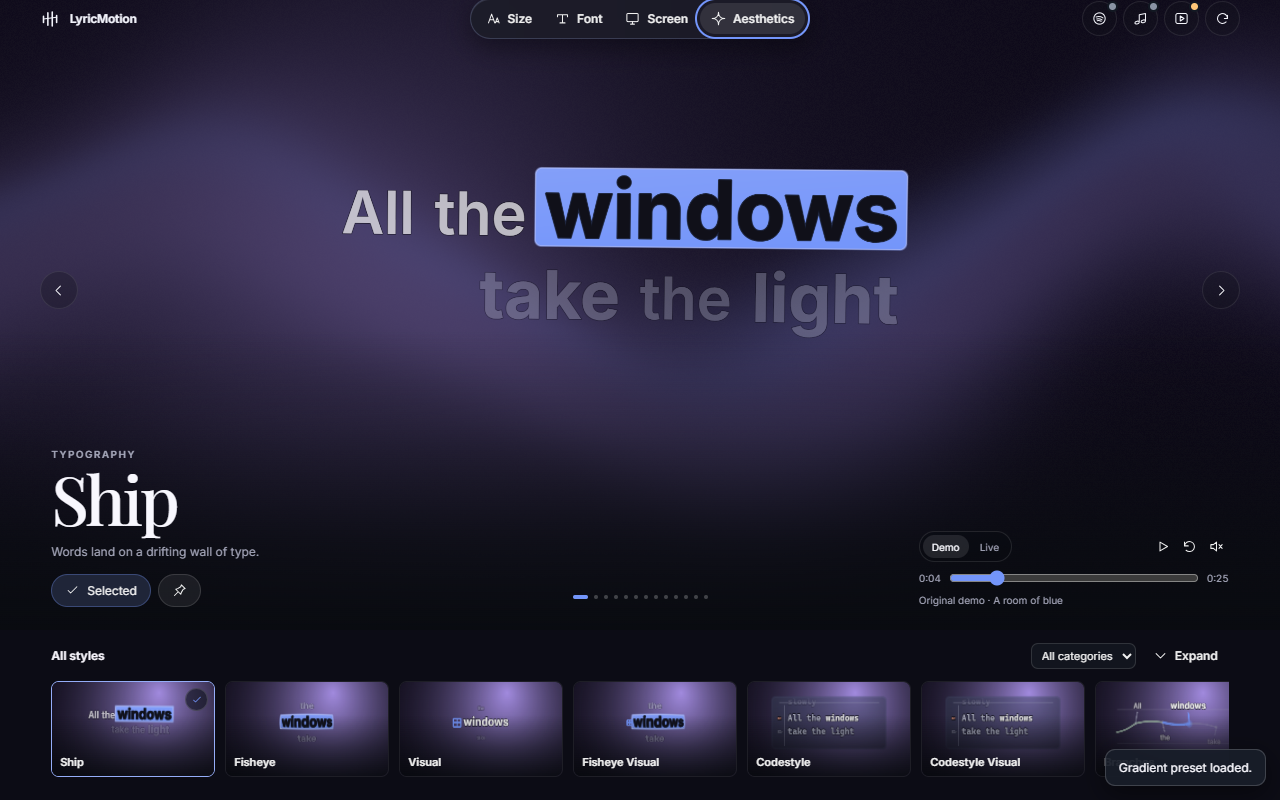 LyricMotion
Size Font Screen Aesthetics
All the windows
take the light
TYPOGRAPHY
Ship
Words land on a drifting wall of type.
Selected
Demo Live
0:04 0:25
Original demo · A room of blue
All styles
All categories Expand
All the windows
take the light
Ship
the
windows
take
Fisheye
windows
Visual
the
windows
take
Fisheye Visual
All the windows
take the light
Codestyle
All the windows
take the light
Codestyle Visual
All windows
the
take
Gradient preset loaded.